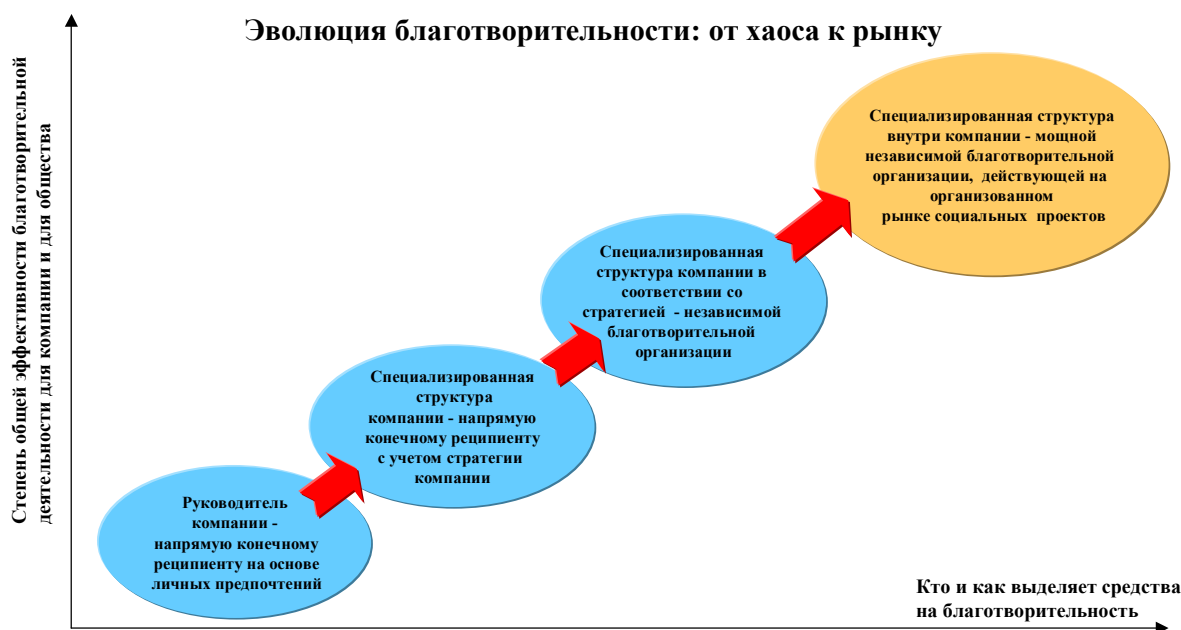 Эволюция благотворительности: от хаоса к рынку
Степень общей эффективности благотворительной
деятельности для компании и для общества
Специализированная структура
внутри компании - мощной
независимой благотворительной
организации, действующей на
организованном
рынке социальных проектов
Специализированная
структура компании в
соответствии со
стратегией - независимой
благотворительной
организации
Специализированная
структура
компании - напрямую
конечному реципиенту
с учетом стратегии
компании
Руководитель
компании -
напрямую конечному
реципиенту на основе
личных предпочтений
Кто и как выделяет средства
на благотворительность